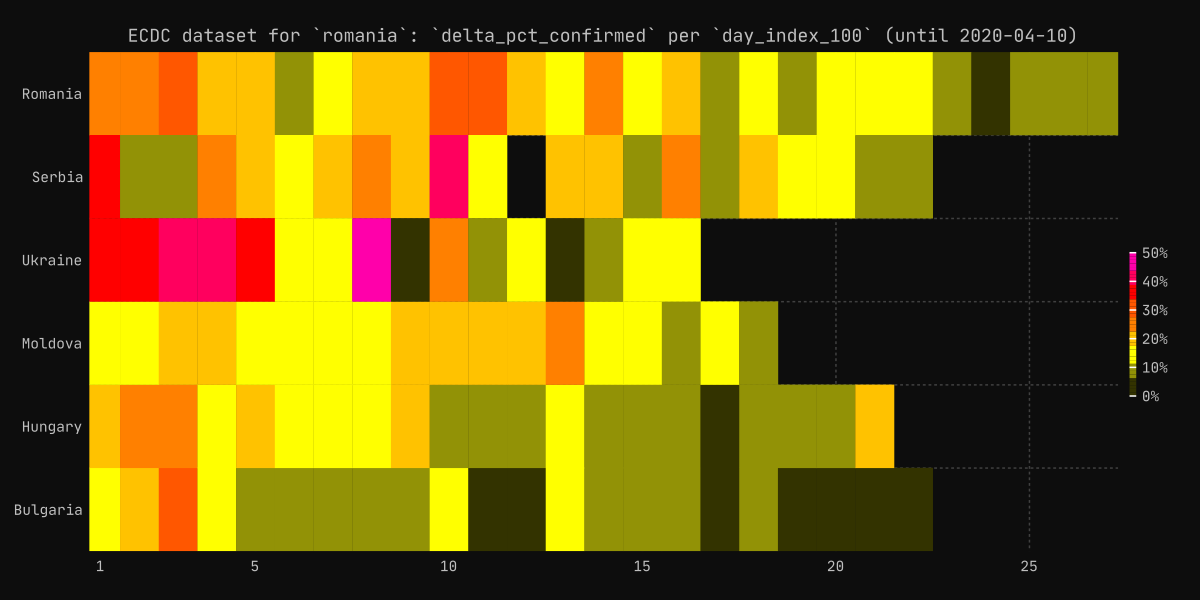 ECDC dataset for `romania`: `delta_pct_confirmed` per `day_index_100` (until 2020-04-10)
Romania
Serbia
Ukraine
Moldova
Hungary
Bulgaria
1 5 10 15 20 25
50%
40%
30%
20%
10%
0%